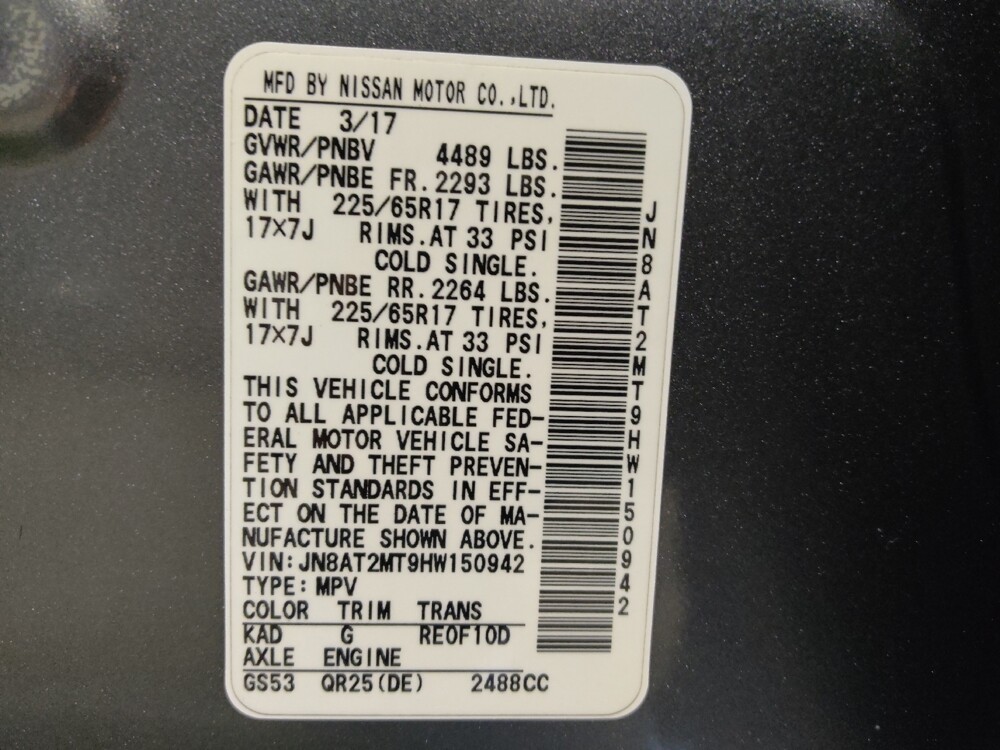 MFD BY NISSAN MOTOR CO.,LTD.
DATE 3/17
GVWR/PNBV 4489 LBS.
GAWR/PNBE FR.2293 LBS.
WITH 225/65R17 TIRES,
17×7J RIMS.AT 33 PSI
COLD SINGLE.
GAWR/PNBE RR.2264 LBS.
WITH 225/65R17 TIRES,
17×7J RIMS.AT 33 PSI
COLD SINGLE.
THIS VEHICLE CONFORMS
TO ALL APPLICABLE FED-
ERAL MOTOR VEHICLE SA-
FETY AND THEFT PREVEN-
TION STANDARDS IN EFF-
ECT ON THE DATE OF MA-
NUFACTURE SHOWN ABOVE.
VIN:JN8AT2MT9HW150942
TYPE:MPV
COLOR TRIM TRANS
KAD G RE0F10D
AXLE ENGINE
GS53 QR25(DE) 2488CC
JN8AT2MT9HW150942